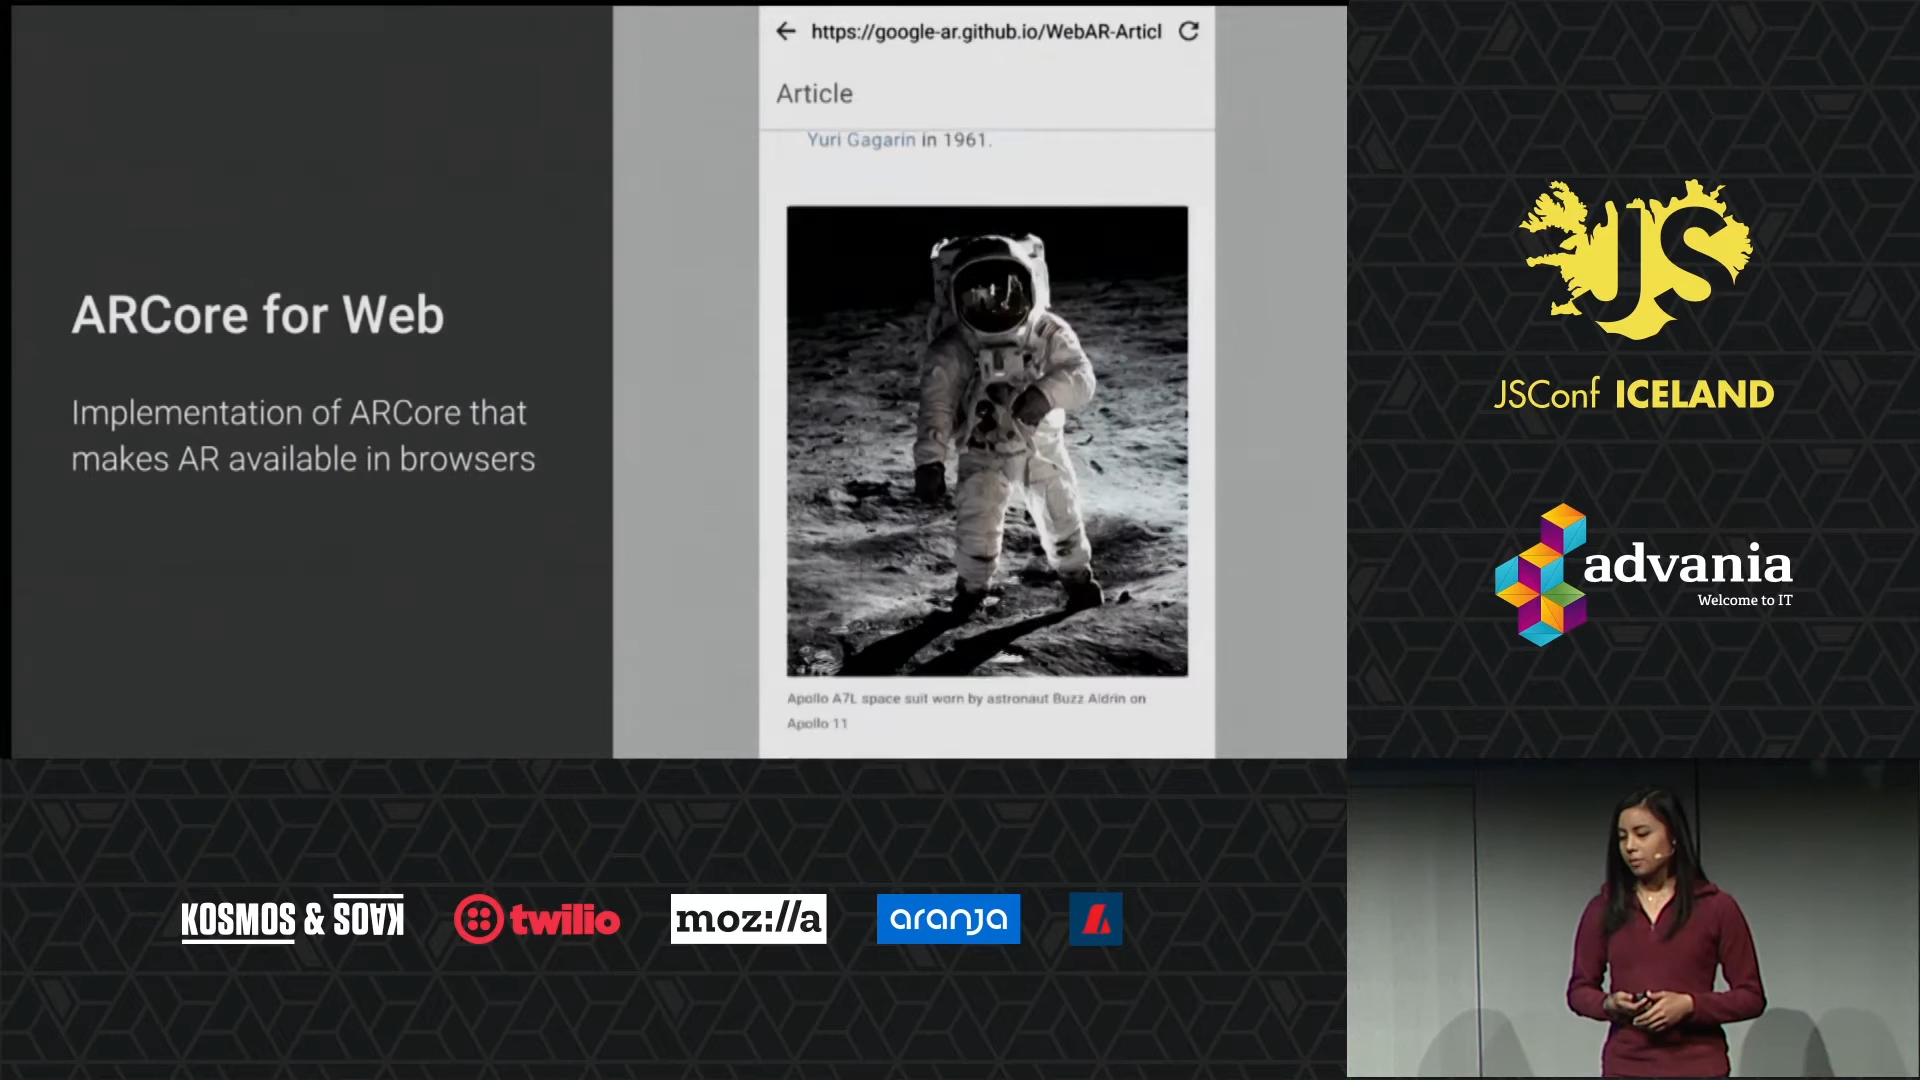 ARCore for Web
Implementation of ARCore that
makes AR available in browsers
https://google-ar.github.io/WebAR-Articl
Article
Yuri Gagarin in 1961.
Apollo A7L space suit worn by astronaut Buzz Aldrin on
Apollo 11
JS
JSConf ICELAND
advania
Welcome to IT
KOSMOS & KAOS
twilio
moz://a
aranja